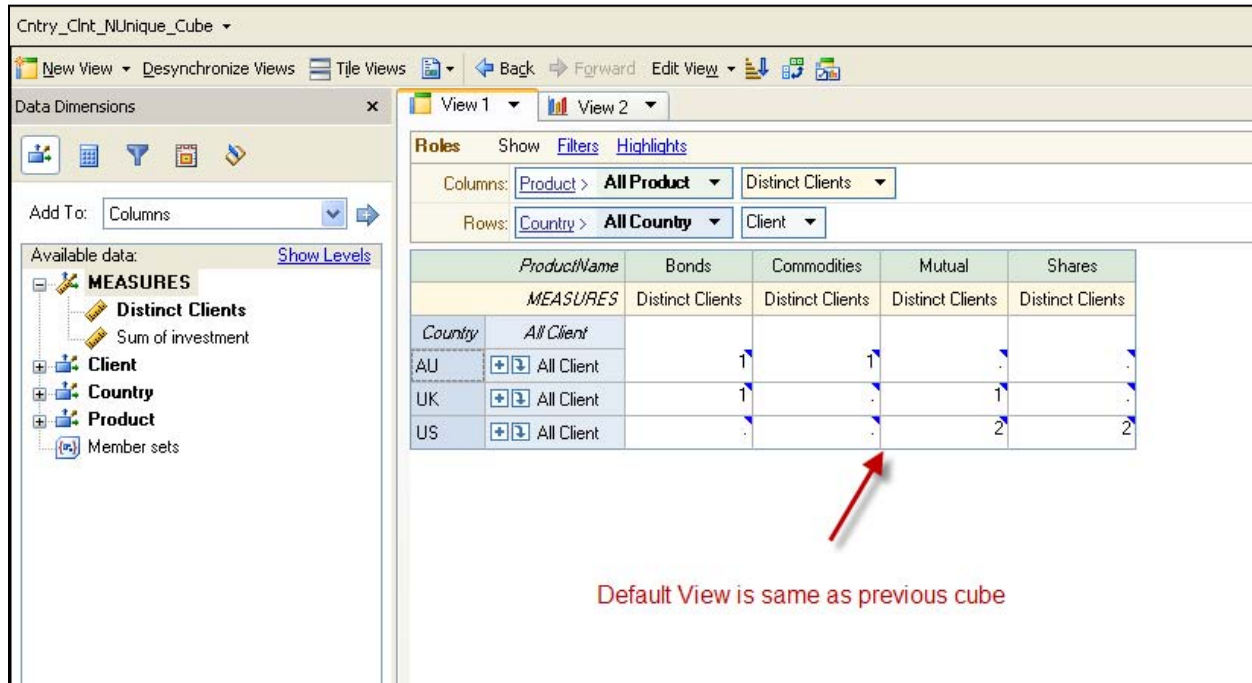 Cntry_Clnt_NUnique_Cube
New View Desynchronize Views Tile Views Back Forward Edit View
Data Dimensions x
View 1 View 2
Roles Show Filters Highlights
Columns: Product > All Product Distinct Clients
Rows: Country > All Country Client
Add To: Columns
Available data: Show Levels
MEASURES
Distinct Clients
Sum of investment
Client
Country
Product
Member sets
ProductName Bonds Commodities Mutual Shares
MEASURES Distinct Clients Distinct Clients Distinct Clients Distinct Clients
Country All Client
AU All Client 1 1 . .
UK All Client 1 . 1 .
US All Client . . 2 2
Default View is same as previous cube